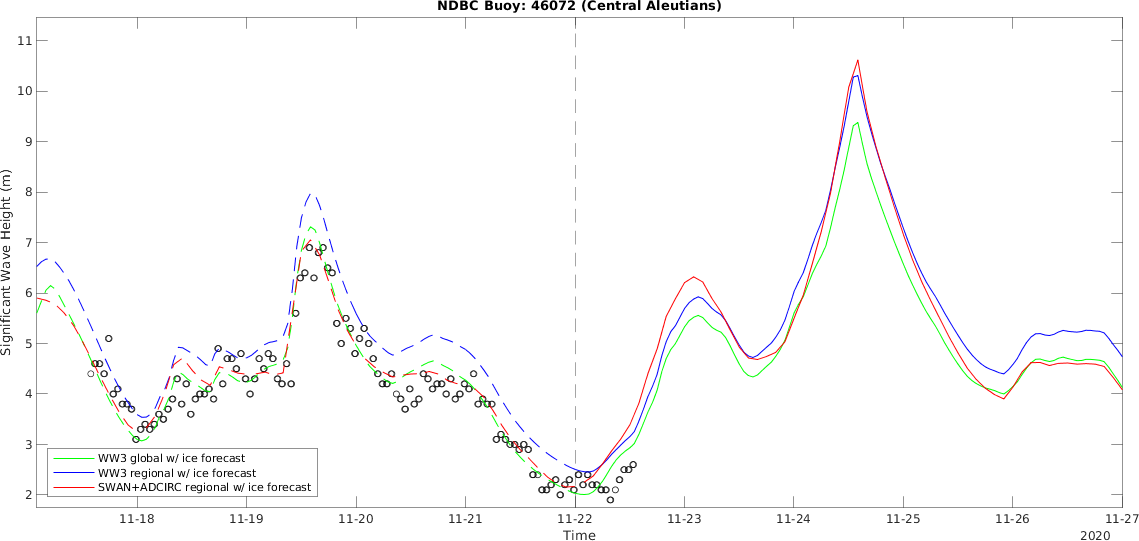 NDBC Buoy: 46072 (Central Aleutians)
11
10
9
8
7
6
5
4
3
2
Significant Wave Height (m)
WW3 global w/ ice forecast
WW3 regional w/ ice forecast
SWAN+ADCIRC regional w/ ice forecast
11-18 11-19 11-20 11-21 11-22 11-23 11-24 11-25 11-26 11-27
Time
2020